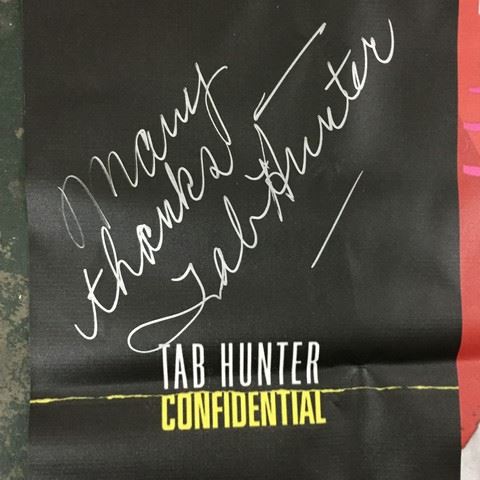 Many
thanks
Tab Hunter
TAB HUNTER
CONFIDENTIAL